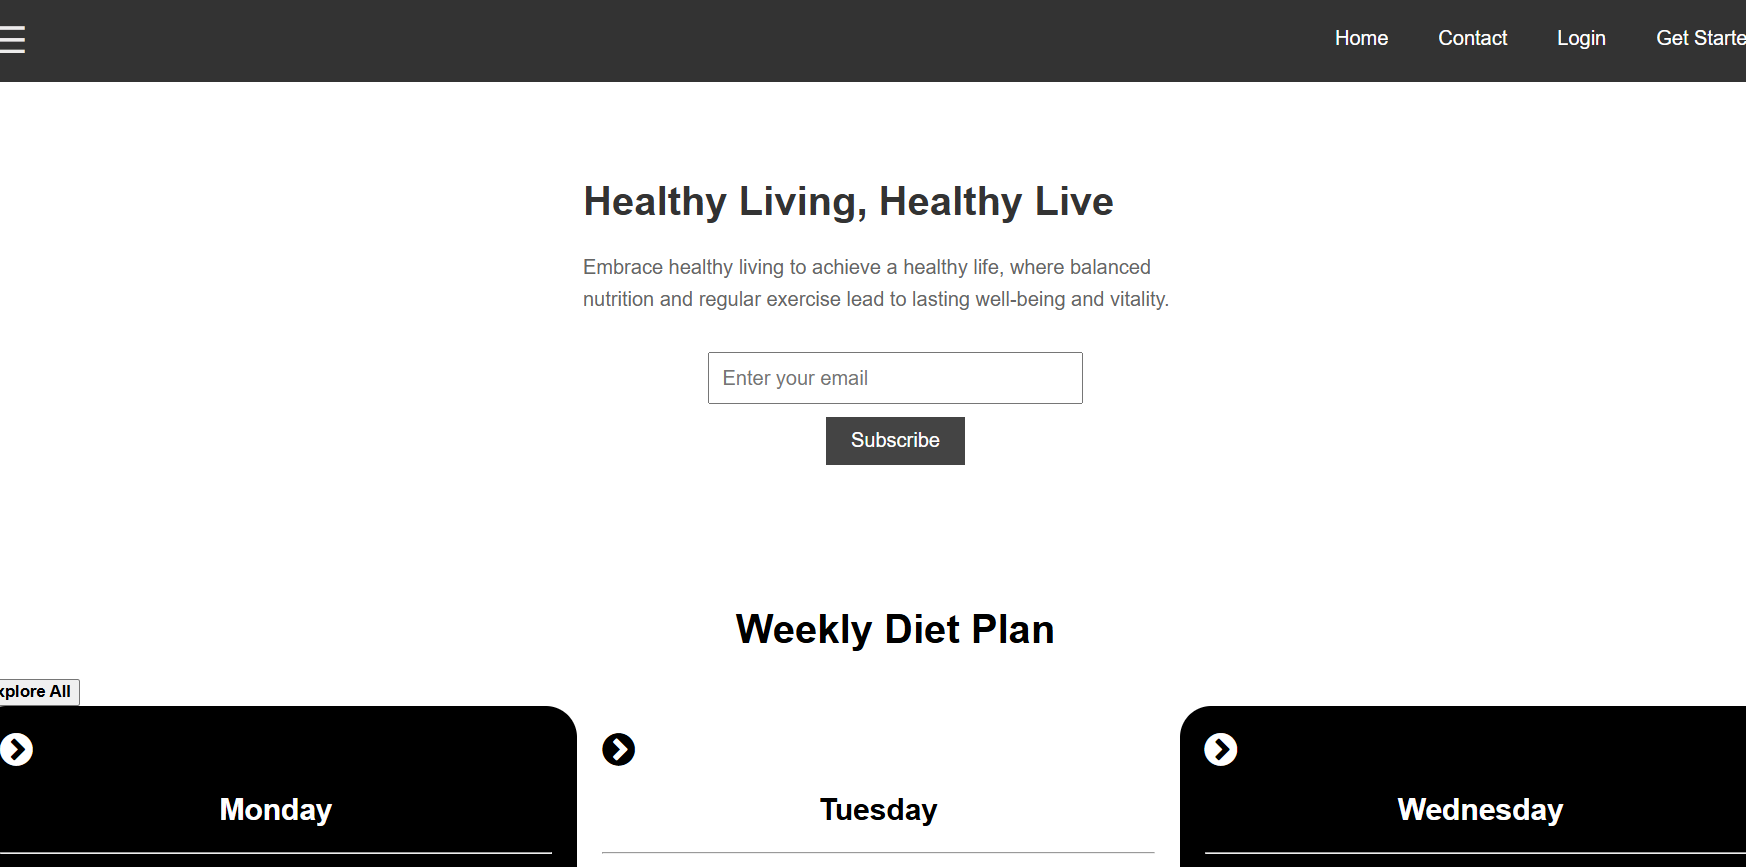 Home Contact Login Get Starte
Healthy Living, Healthy Live
Embrace healthy living to achieve a healthy life, where balanced
nutrition and regular exercise lead to lasting well-being and vitality.
Enter your email
Subscribe
Weekly Diet Plan
xplore All
Monday Tuesday Wednesday